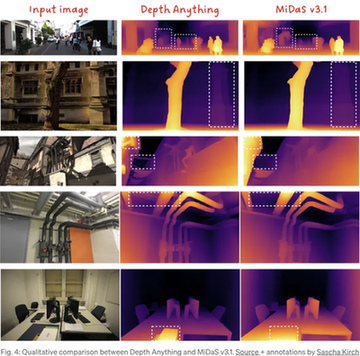 Input image Depth Anything MiDaS v3.1
Fig. 4: Qualitative comparison between Depth Anything and MiDaS v3.1. Source + annotations by Sascha Kirch